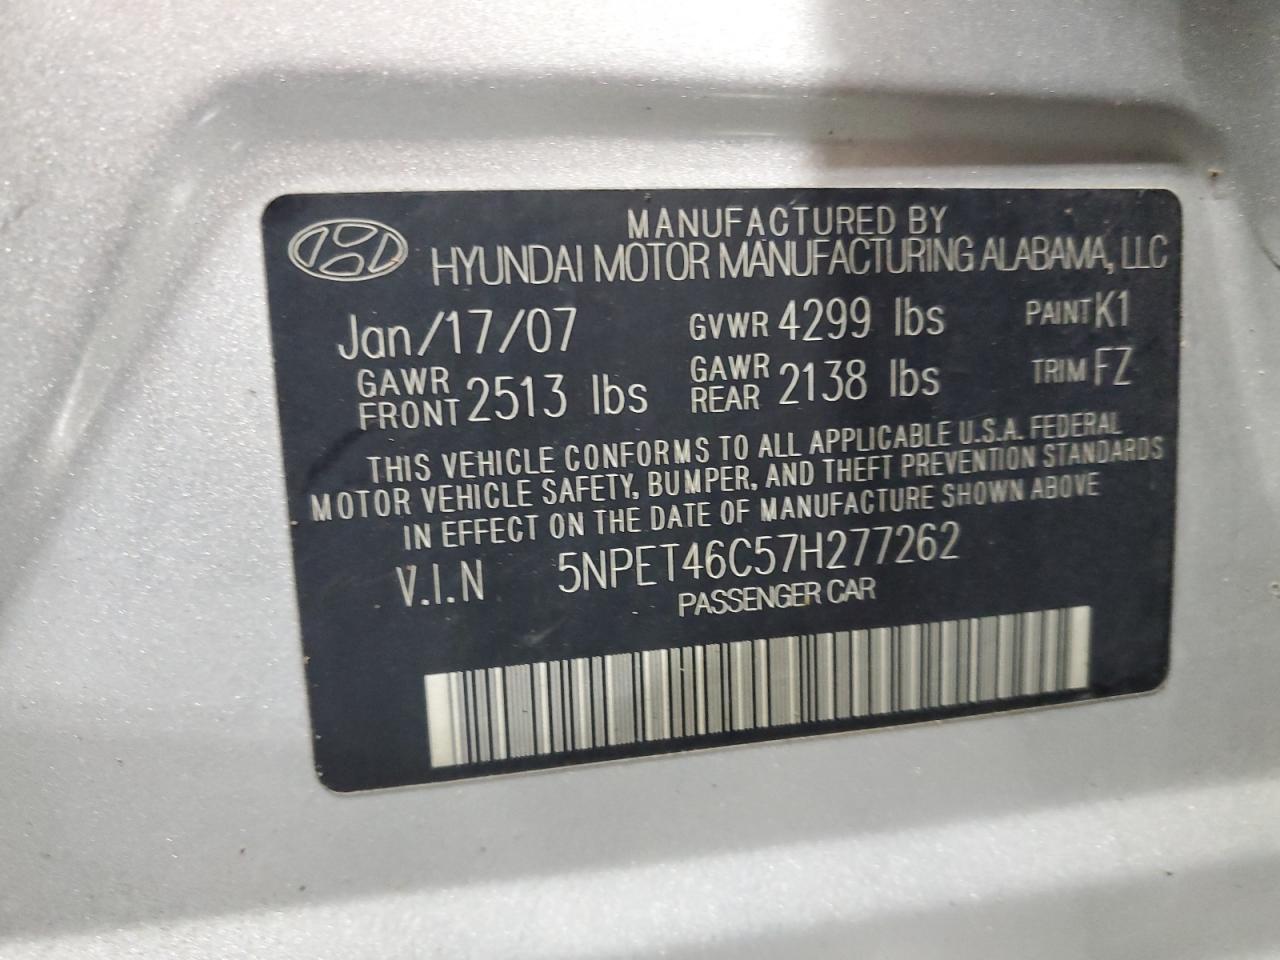 MANUFACTURED BY
HYUNDAI MOTOR MANUFACTURING ALABAMA, LLC
Jan/17/07 GVWR 4299 lbs PAINT K1
GAWR FRONT 2513 lbs GAWR REAR 2138 lbs TRIM FZ
THIS VEHICLE CONFORMS TO ALL APPLICABLE U.S.A. FEDERAL
MOTOR VEHICLE SAFETY, BUMPER, AND THEFT PREVENTION STANDARDS
IN EFFECT ON THE DATE OF MANUFACTURE SHOWN ABOVE
V.I.N 5NPET46C57H277262
PASSENGER CAR